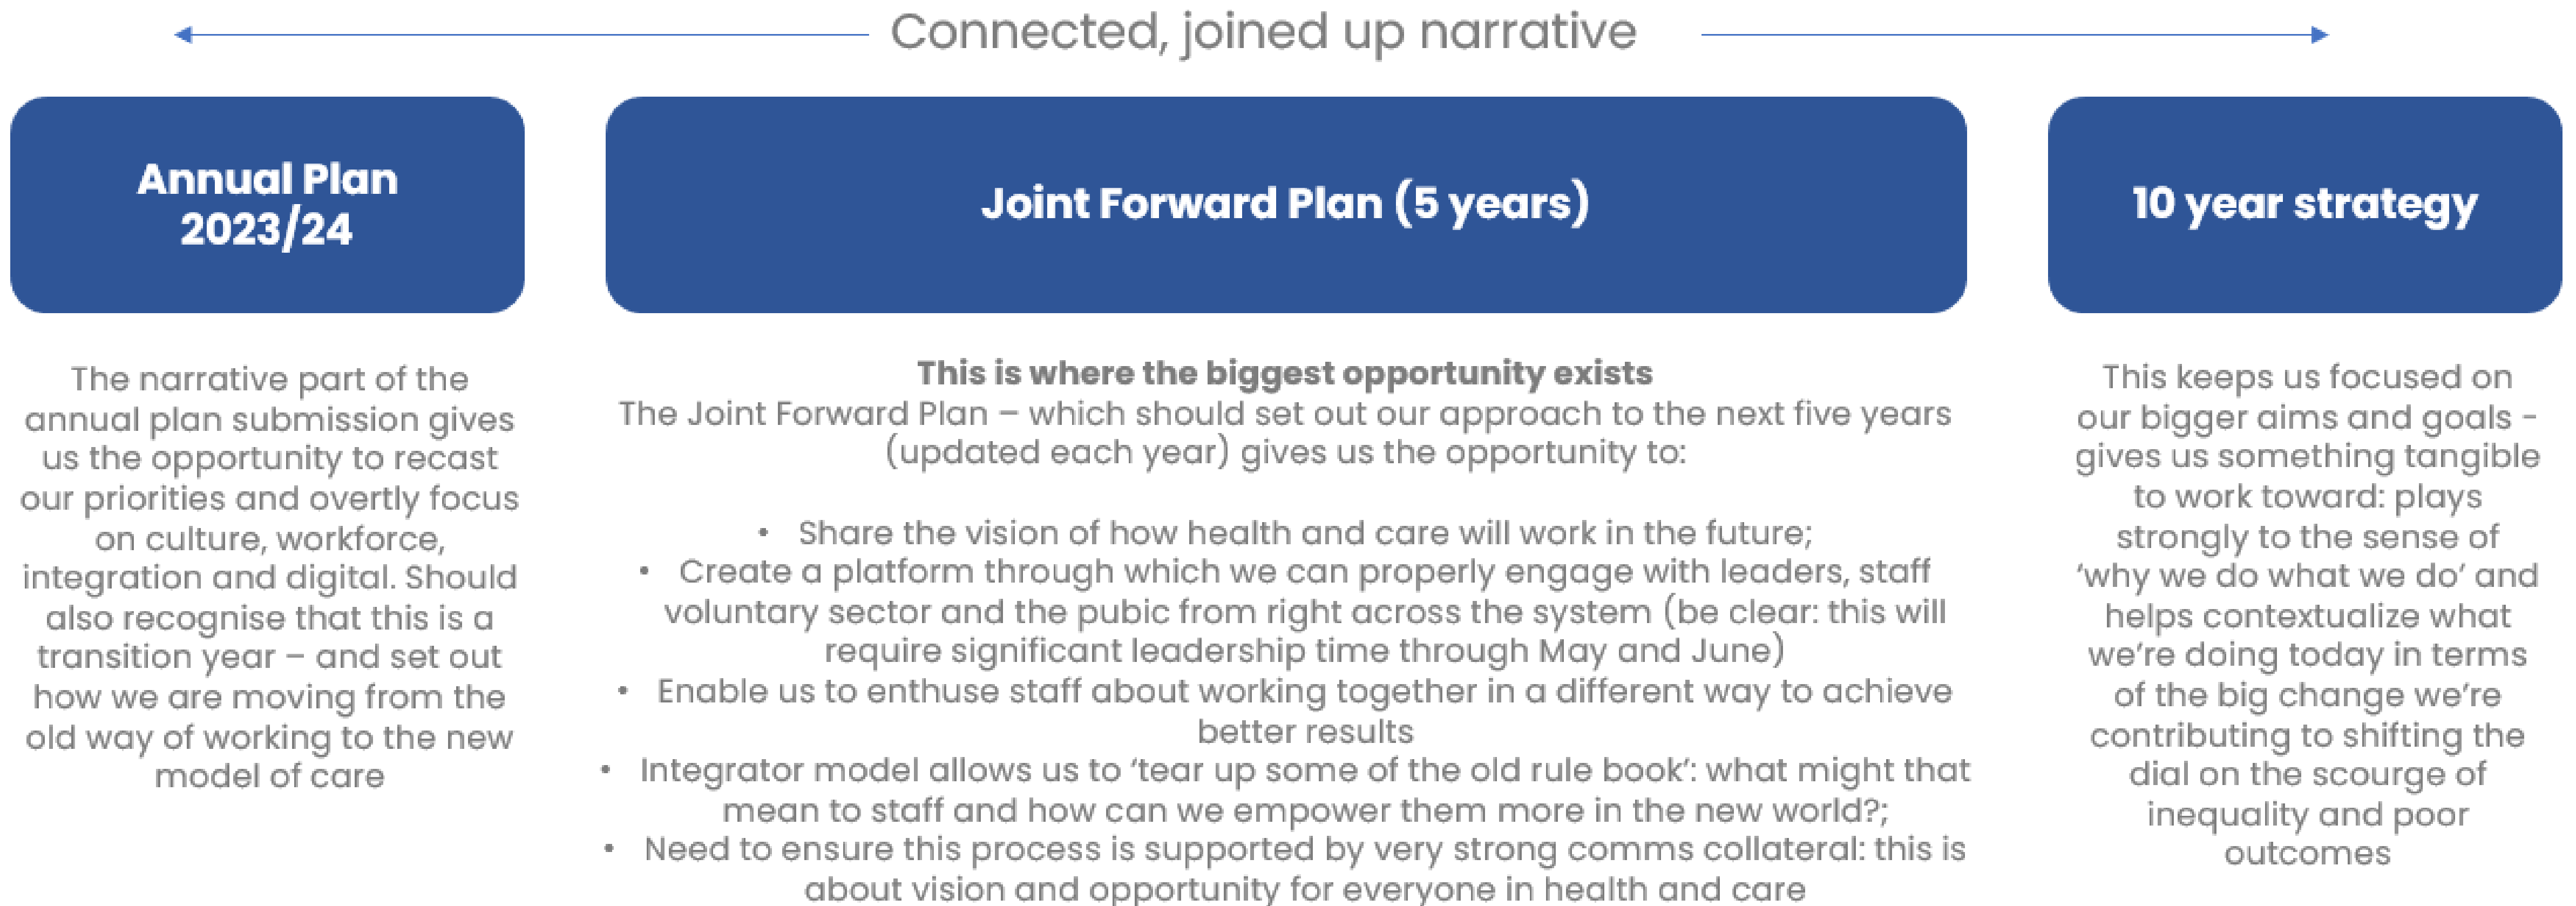 Connected, joined up narrative
Annual Plan
2023/24
The narrative part of the
annual plan submission gives
us the opportunity to recast
our priorities and overtly focus
on culture, workforce,
integration and digital. Should
also recognise that this is a
transition year – and set out
how we are moving from the
old way of working to the new
model of care
Joint Forward Plan (5 years)
This is where the biggest opportunity exists
The Joint Forward Plan – which should set out our approach to the next five years
(updated each year) gives us the opportunity to:
• Share the vision of how health and care will work in the future;
• Create a platform through which we can properly engage with leaders, staff
voluntary sector and the pubic from right across the system (be clear: this will
require significant leadership time through May and June)
• Enable us to enthuse staff about working together in a different way to achieve
better results
• Integrator model allows us to ‘tear up some of the old rule book’: what might that
mean to staff and how can we empower them more in the new world?;
• Need to ensure this process is supported by very strong comms collateral: this is
about vision and opportunity for everyone in health and care
10 year strategy
This keeps us focused on
our bigger aims and goals -
gives us something tangible
to work toward: plays
strongly to the sense of
‘why we do what we do’ and
helps contextualize what
we’re doing today in terms
of the big change we’re
contributing to shifting the
dial on the scourge of
inequality and poor
outcomes